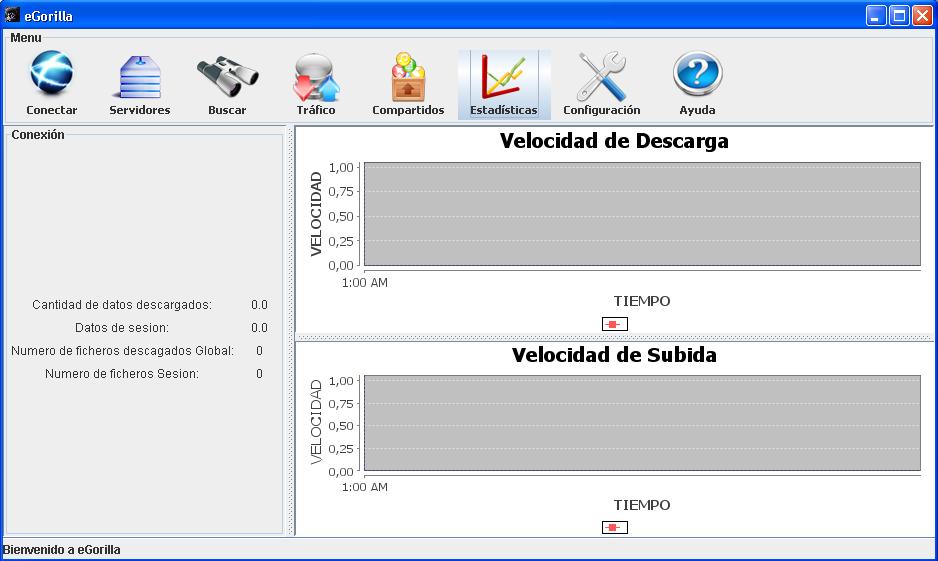 eGorilla
Menu
Conectar Servidores Buscar Tráfico Compartidos Estadísticas Configuración Ayuda
Conexión
Cantidad de datos descargados: 0.0
Datos de sesion: 0.0
Numero de ficheros descagados Global: 0
Numero de ficheros Sesion: 0
Velocidad de Descarga
VELOCIDAD
1,00
0,75
0,50
0,25
0,00
1:00 AM
TIEMPO
Velocidad de Subida
VELOCIDAD
1,00
0,75
0,50
0,25
0,00
1:00 AM
TIEMPO
Bienvenido a eGorilla